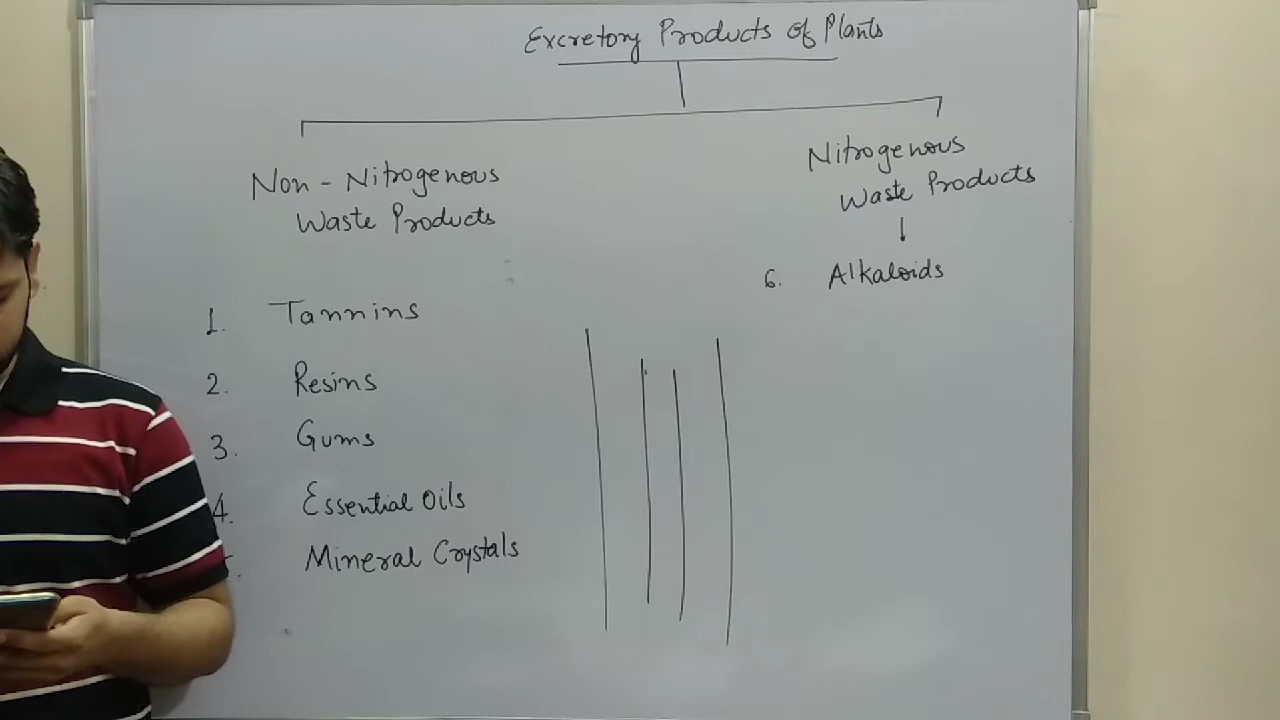 Excretory Products of Plants
Non-Nitrogenous
Waste Products
Nitrogenous
Waste Products
6. Alkaloids
1. Tannins
2. Resins
3. Gums
4. Essential Oils
Mineral Crystals